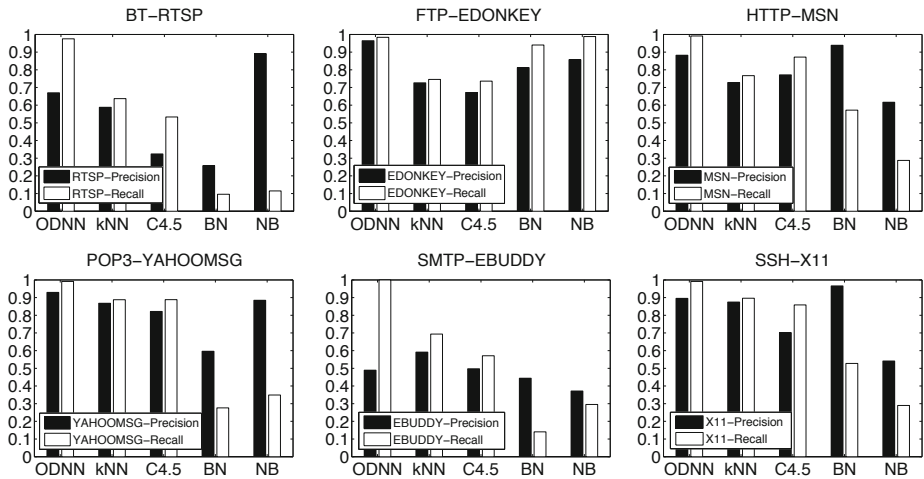 BT−RTSP
1
0.9
0.8
0.7
0.6
0.5
0.4
0.3
0.2
0.1
0
RTSP−Precision
RTSP−Recall
ODNN kNN C4.5 BN NB
FTP−EDONKEY
1
0.9
0.8
0.7
0.6
0.5
0.4
0.3
0.2
0.1
0
EDONKEY−Precision
EDONKEY−Recall
ODNN kNN C4.5 BN NB
HTTP−MSN
1
0.9
0.8
0.7
0.6
0.5
0.4
0.3
0.2
0.1
0
MSN−Precision
MSN−Recall
ODNN kNN C4.5 BN NB
POP3−YAHOOMSG
1
0.9
0.8
0.7
0.6
0.5
0.4
0.3
0.2
0.1
0
YAHOOMSG−Precision
YAHOOMSG−Recall
ODNN kNN C4.5 BN NB
SMTP−EBUDDY
1
0.9
0.8
0.7
0.6
0.5
0.4
0.3
0.2
0.1
0
EBUDDY−Precision
EBUDDY−Recall
ODNN kNN C4.5 BN NB
SSH−X11
1
0.9
0.8
0.7
0.6
0.5
0.4
0.3
0.2
0.1
0
X11−Precision
X11−Recall
ODNN kNN C4.5 BN NB